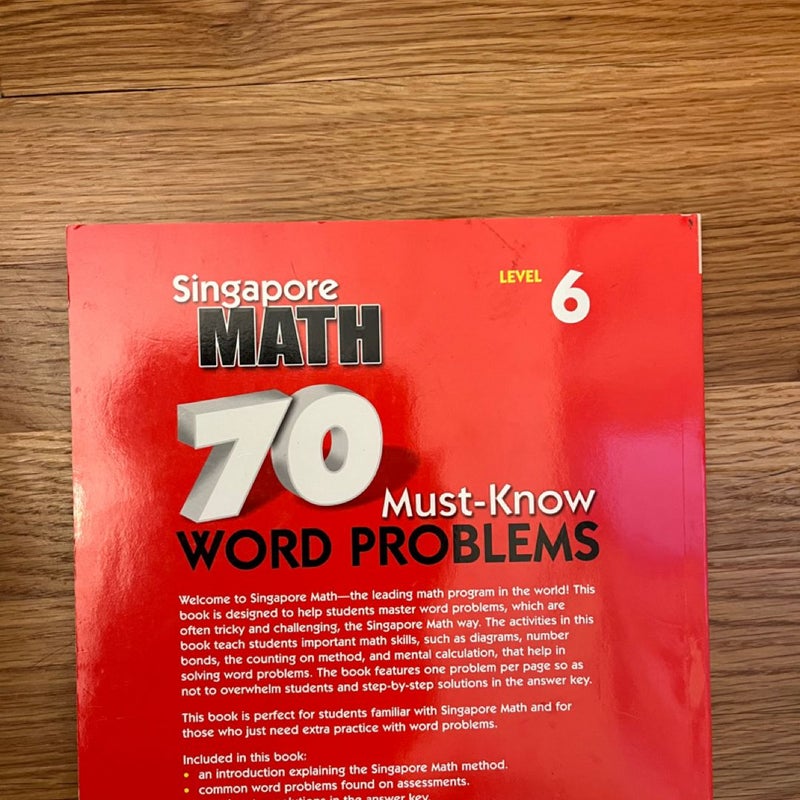 Singapore
MATH
LEVEL 6
70
Must-Know
WORD PROBLEMS
Welcome to Singapore Math—the leading math program in the world! This
book is designed to help students master word problems, which are
often tricky and challenging, the Singapore Math way. The activities in this
book teach students important math skills, such as diagrams, number
bonds, the counting on method, and mental calculation, that help in
solving word problems. The book features one problem per page so as
not to overwhelm students and step-by-step solutions in the answer key.
This book is perfect for students familiar with Singapore Math and for
those who just need extra practice with word problems.
Included in this book:
• an introduction explaining the Singapore Math method.
• common word problems found on assessments.
solutions in the answer key.